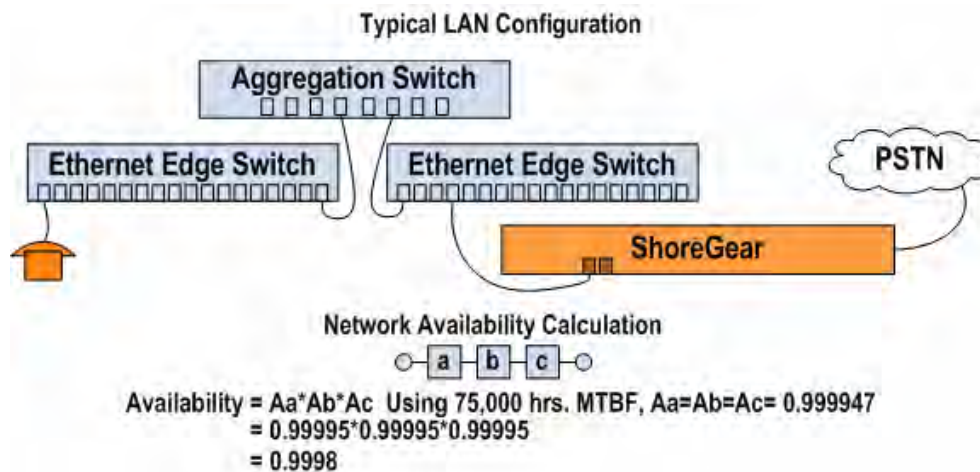 Typical LAN Configuration
Aggregation Switch
Ethernet Edge Switch
Ethernet Edge Switch
PSTN
ShoreGear
Network Availability Calculation
a b c
Availability = Aa*Ab*Ac Using 75,000 hrs. MTBF, Aa=Ab=Ac= 0.999947
= 0.99995*0.99995*0.99995
= 0.9998